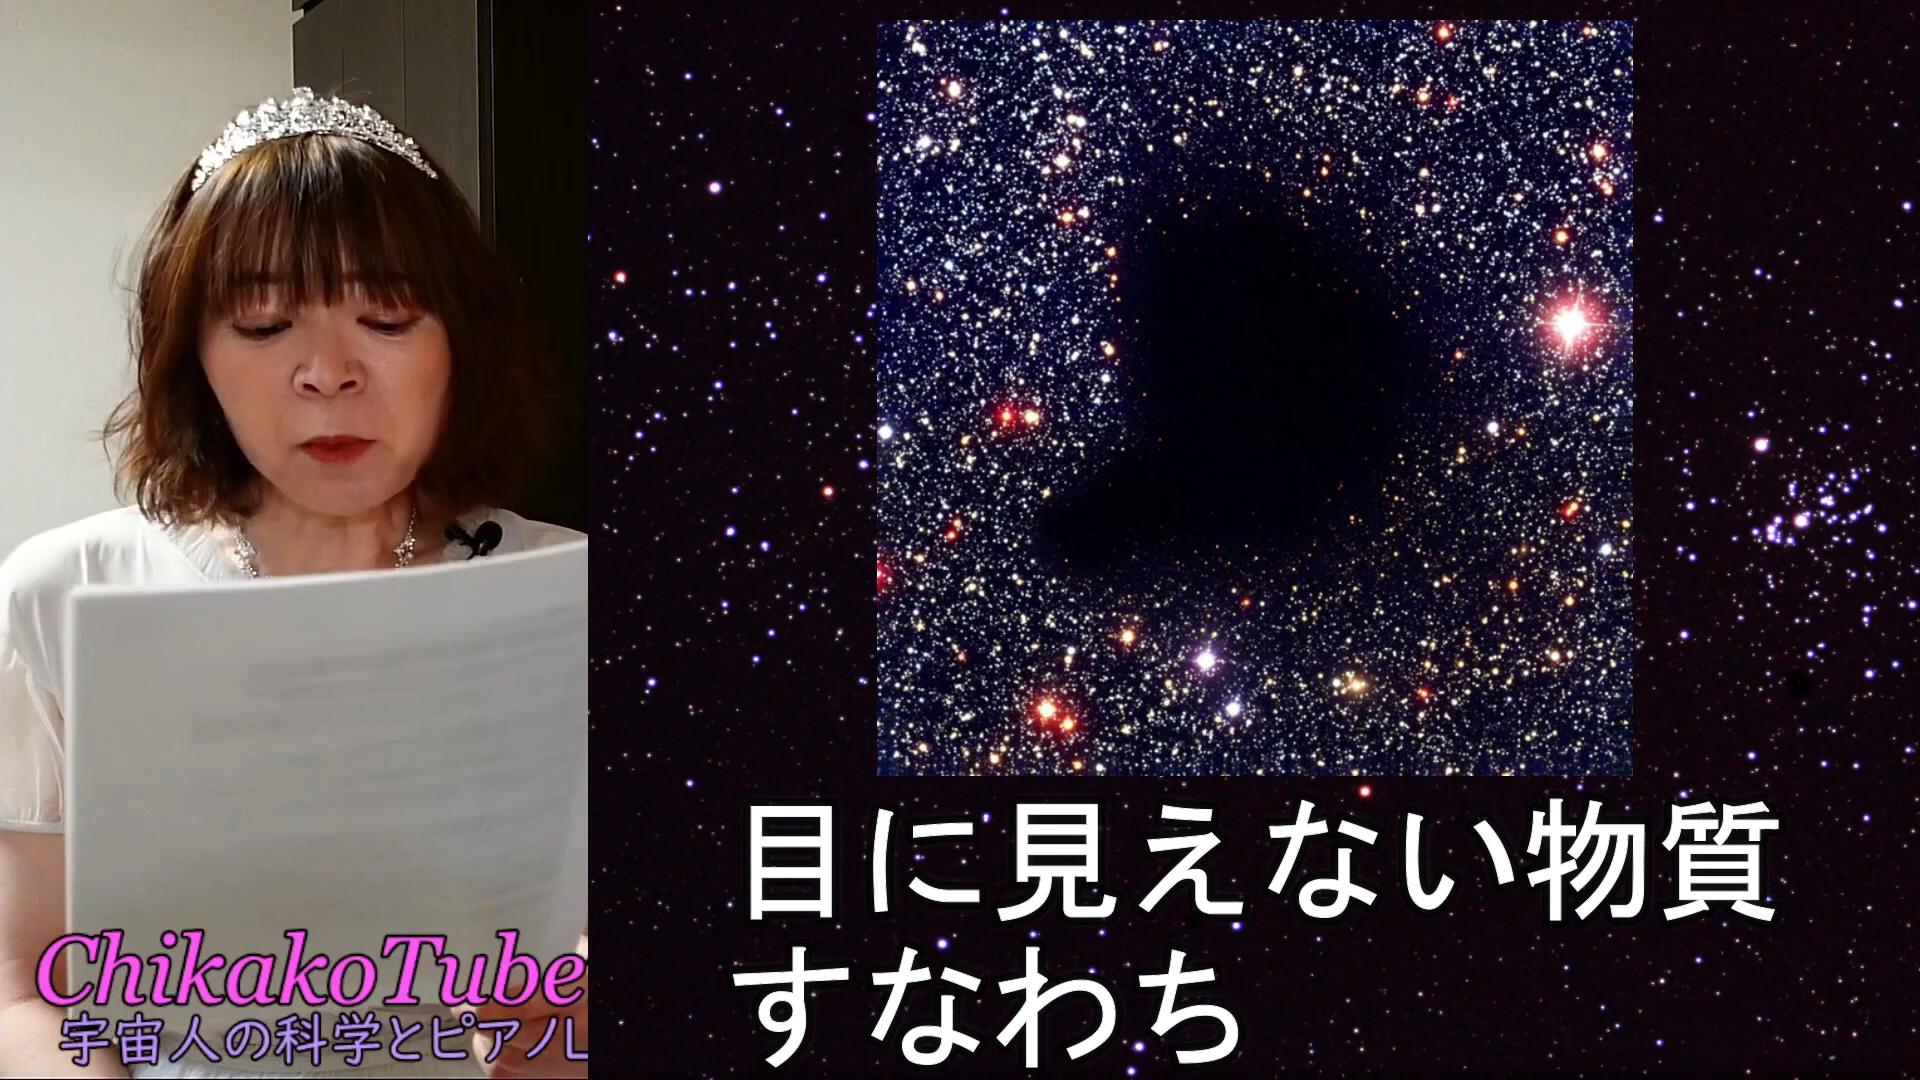 目に見えない物質
すなわち
ChikakoTube
宇宙人の科学とピアノ